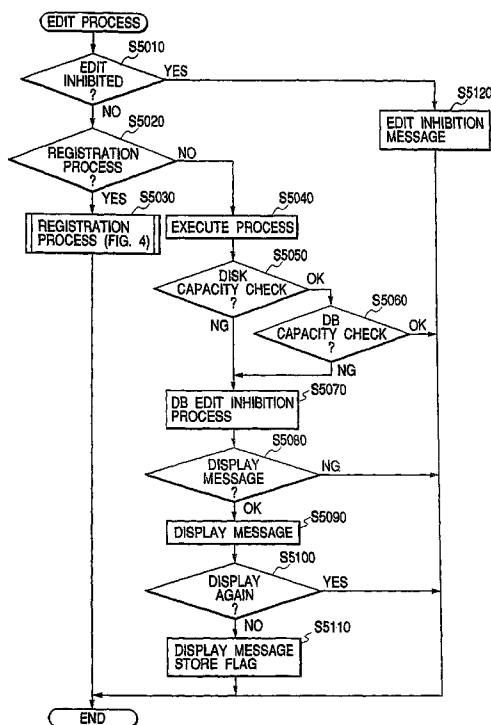 EDIT PROCESS
S5010
EDIT
INHIBITED
?
YES
NO
S5120
EDIT INHIBITION
MESSAGE
S5020
REGISTRATION
PROCESS
?
NO
YES
S5030
REGISTRATION
PROCESS (FIG. 4)
S5040
EXECUTE PROCESS
S5050
DISK
CAPACITY CHECK
?
OK
NG
S5060
DB
CAPACITY CHECK
?
OK
NG
S5070
DB EDIT INHIBITION
PROCESS
S5080
DISPLAY
MESSAGE
?
NG
OK
S5090
DISPLAY MESSAGE
S5100
DISPLAY
AGAIN
?
YES
NO
S5110
DISPLAY MESSAGE
STORE FLAG
END